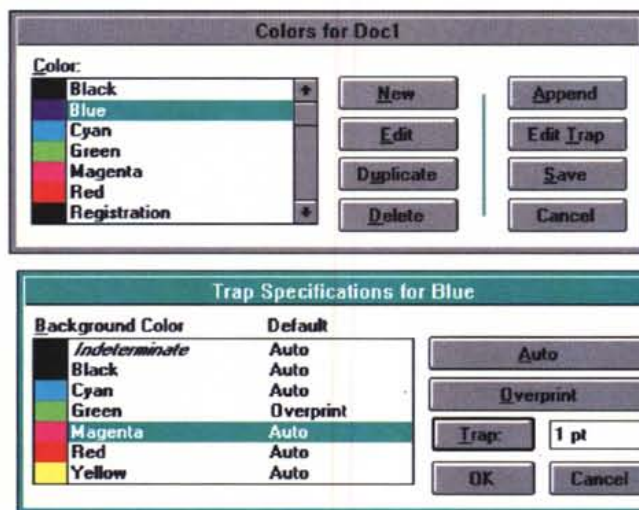 Colors for Doc1
Color:
Black
Blue
Cyan
Green
Magenta
Red
Registration
New
Edit
Duplicate
Delete
Append
Edit Trap
Save
Cancel
Trap Specifications for Blue
Background Color Default
Indeterminate Auto
Black Auto
Cyan Auto
Green Overprint
Magenta Auto
Red Auto
Yellow Auto
Auto
Overprint
Trap: 1 pt
OK Cancel